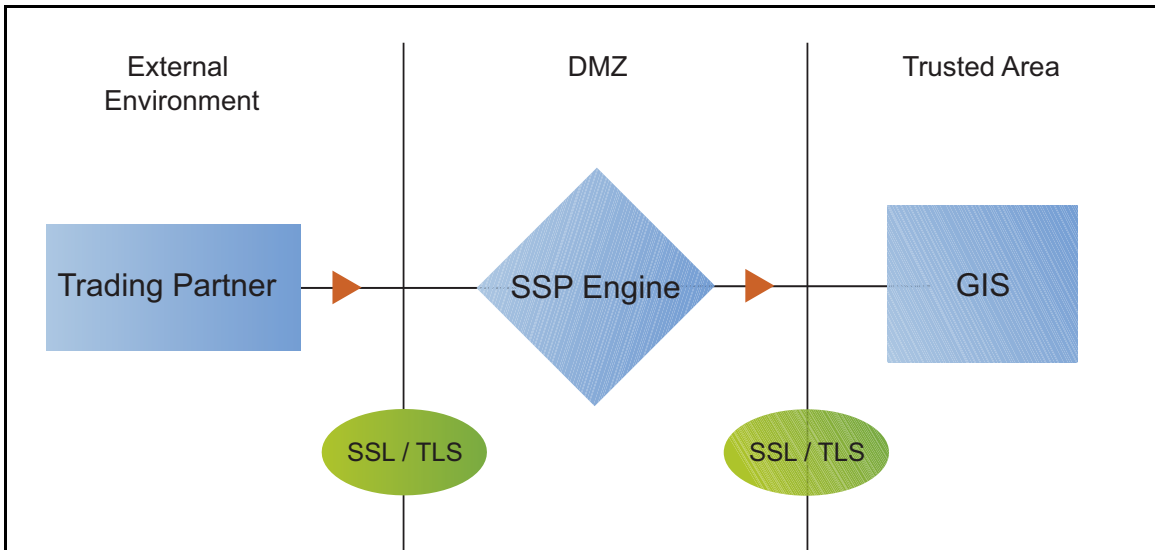 External
Environment
DMZ
Trusted Area
Trading Partner
SSP Engine
GIS
SSL / TLS
SSL / TLS